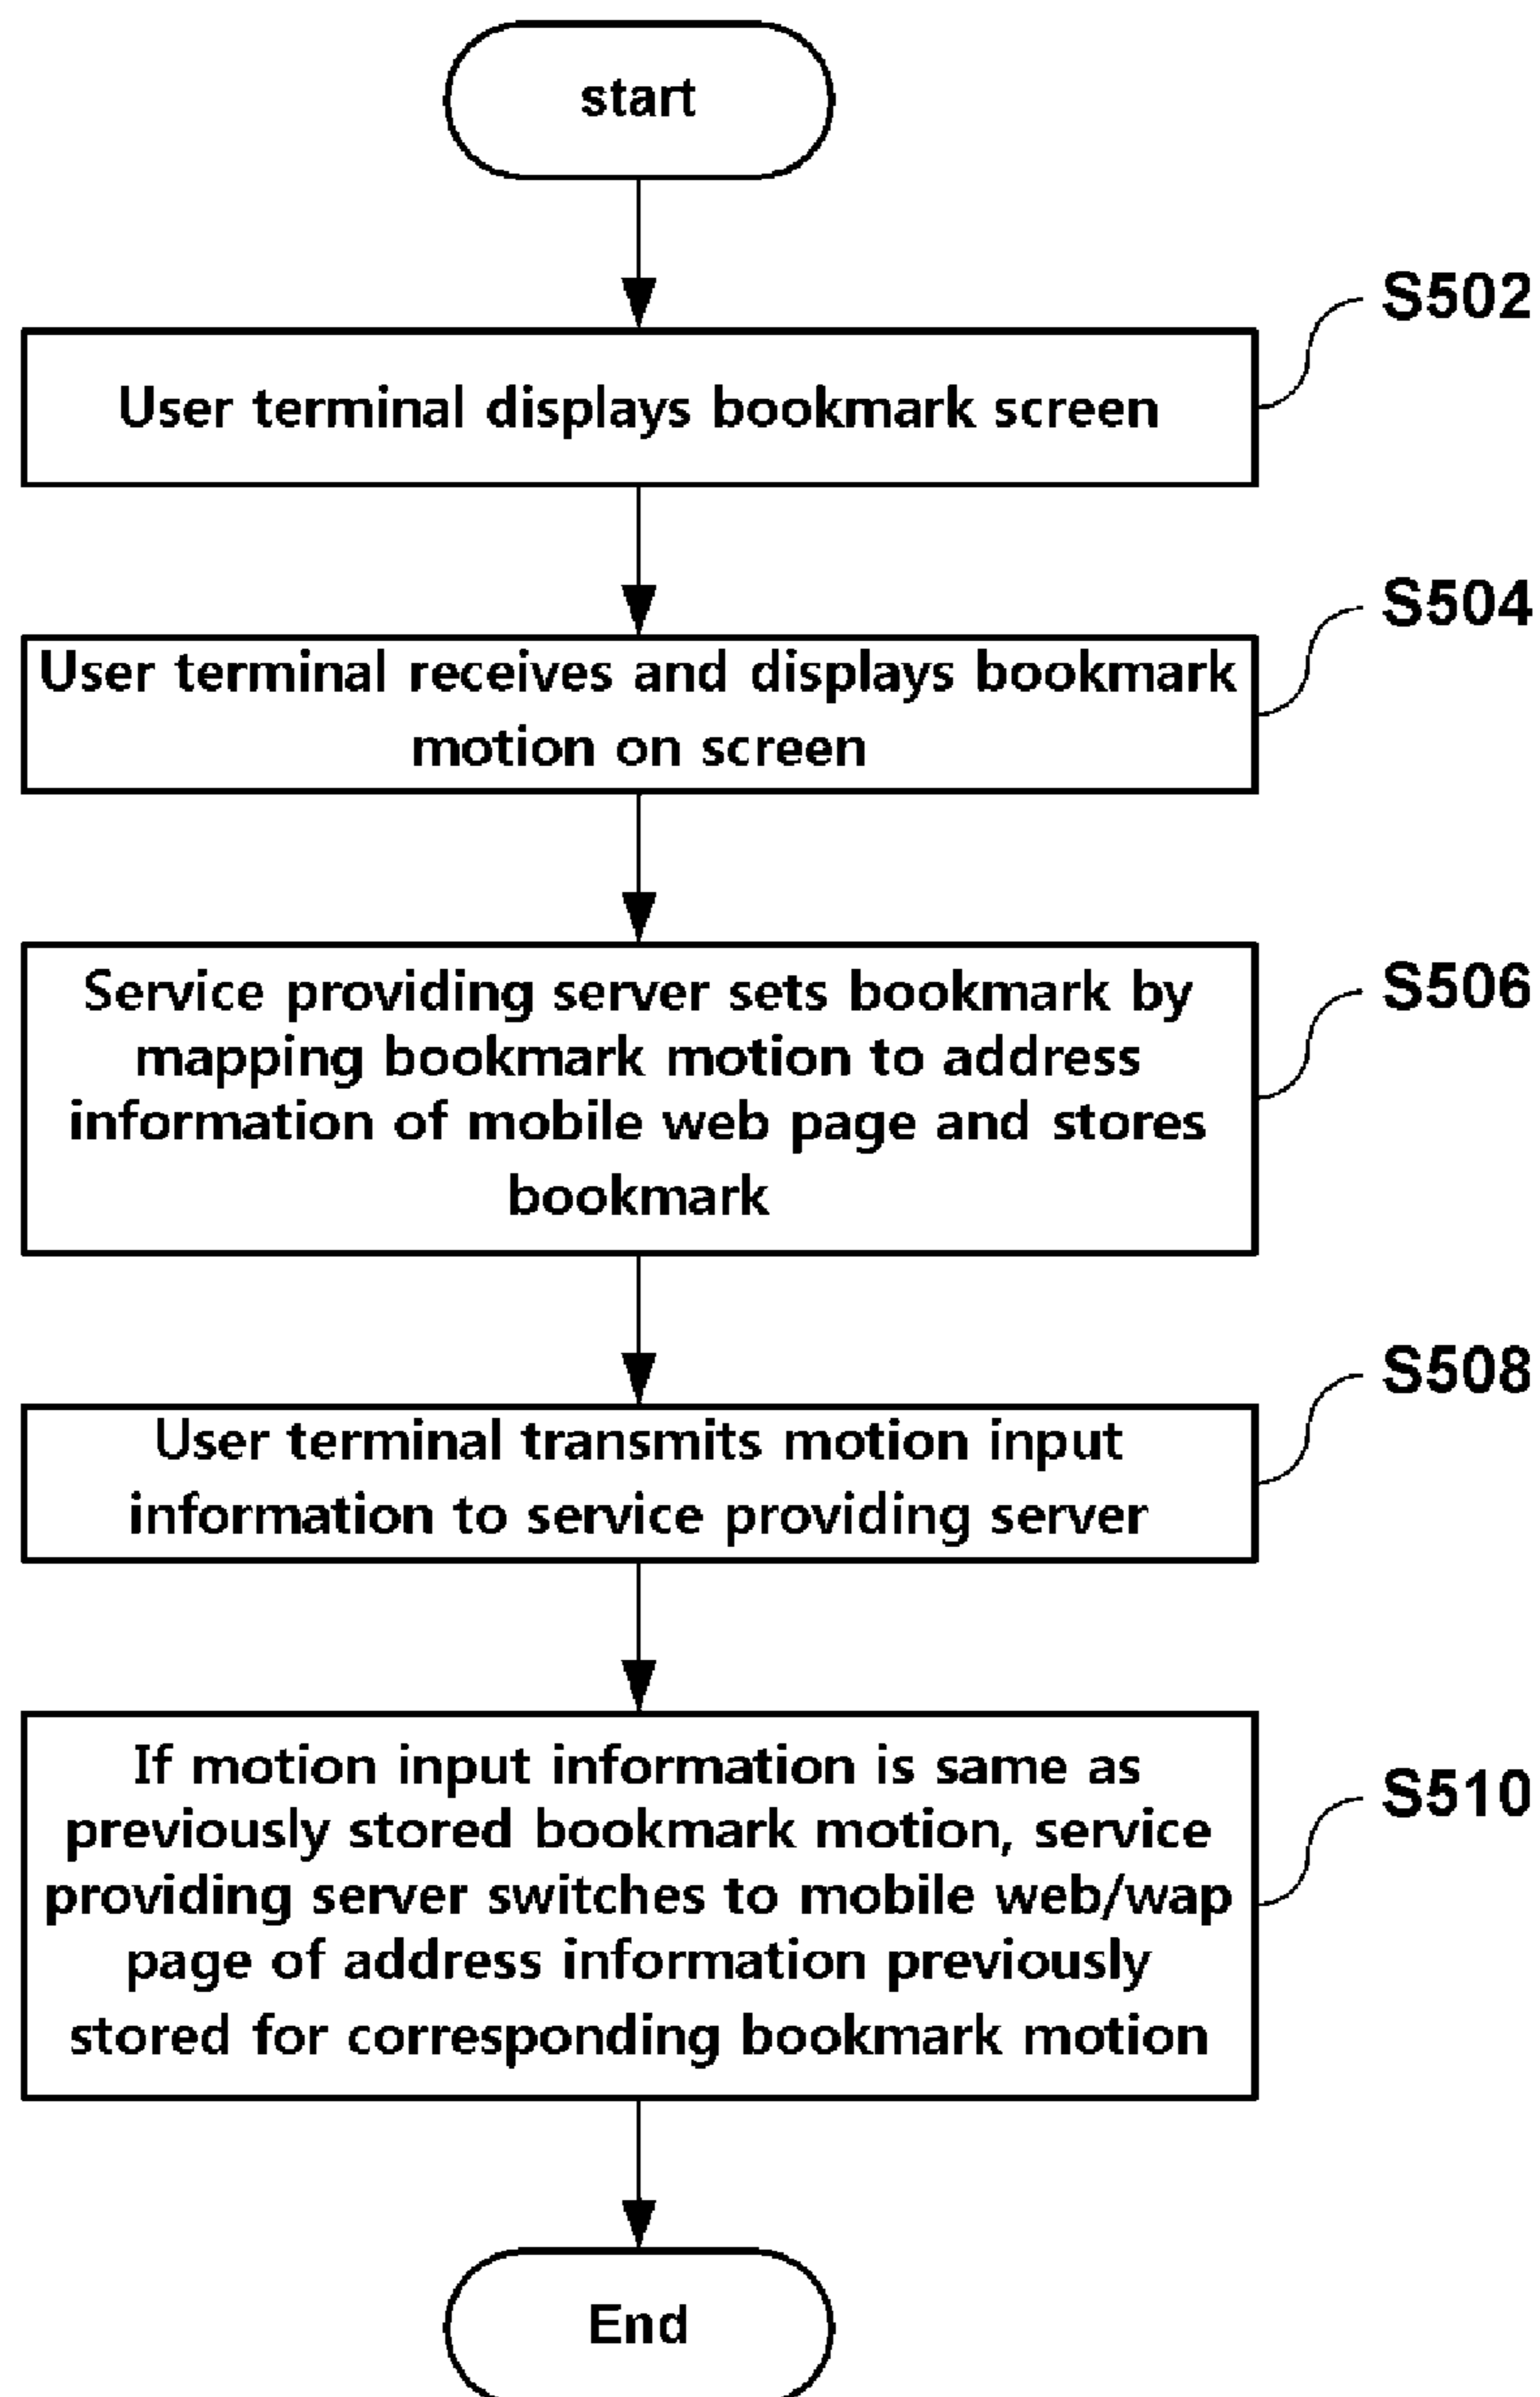 start
S502
User terminal displays bookmark screen
S504
User terminal receives and displays bookmark
motion on screen
S506
Service providing server sets bookmark by
mapping bookmark motion to address
information of mobile web page and stores
bookmark
S508
User terminal transmits motion input
information to service providing server
S510
If motion input information is same as
previously stored bookmark motion, service
providing server switches to mobile web/wap
page of address information previously
stored for corresponding bookmark motion
End